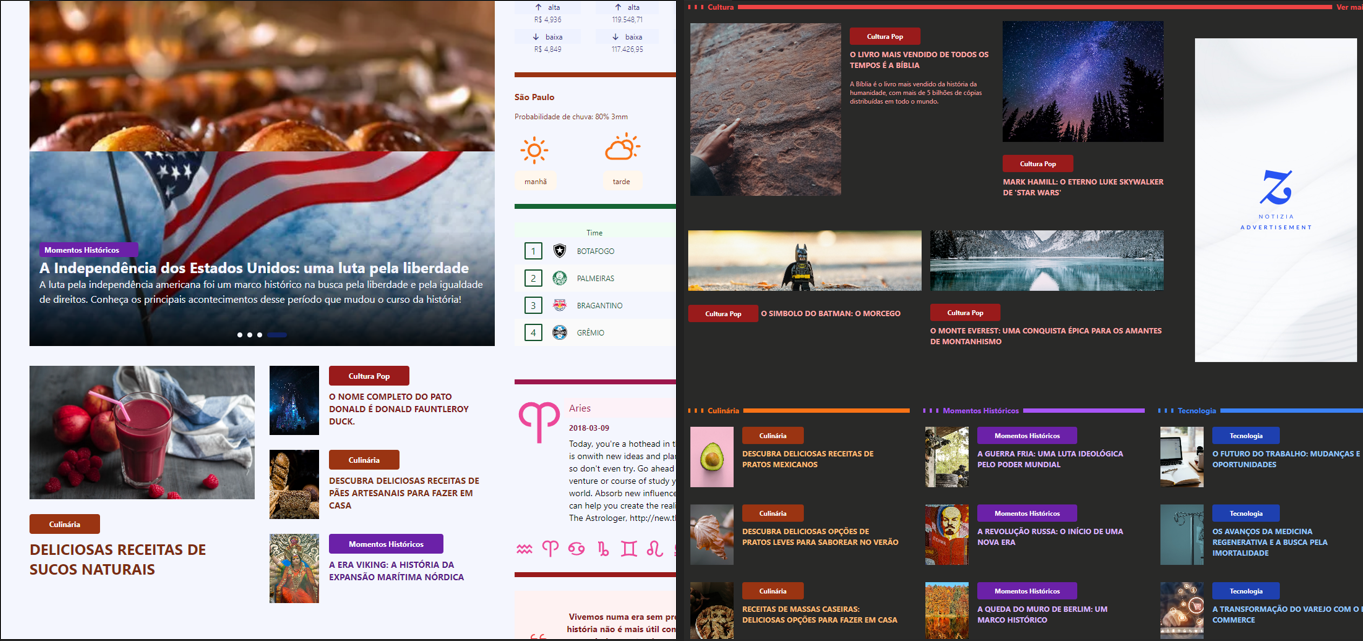 ↑ alta
↑ alta
R$ 4,936
119.548,71
↓ baixa
↓ baixa
R$ 4,849
117.426,95
São Paulo
Probabilidade de chuva: 80% 3mm
manhã
tarde
Time
1 BOTAFOGO
2 PALMEIRAS
3 BRAGANTINO
4 GRÊMIO
Momentos Históricos
A Independência dos Estados Unidos: uma luta pela liberdade
A luta pela independência americana foi um marco histórico na busca pela liberdade e pela igualdade
de direitos. Conheça os principais acontecimentos desse período que mudou o curso da história!
Culinária
DELICIOSAS RECEITAS DE
SUCOS NATURAIS
Cultura Pop
O NOME COMPLETO DO PATO
DONALD É DONALD FAUNTLEROY
DUCK.
Culinária
DESCUBRA DELICIOSAS RECEITAS DE
PÃES ARTESANAIS PARA FAZER EM
CASA
Momentos Históricos
A ERA VIKING: A HISTÓRIA DA
EXPANSÃO MARÍTIMA NÓRDICA
Aries
2018-03-09
Today, you're a hothead in t
is onwith new ideas and plan
so don't even try. Go ahead
venture or course of study y
world. Absorb new influence
can help you create the reali
The Astrologer, http://new.th
Vivemos numa era sem pre
história não é mais útil com
Cultura
Ver mai
Cultura Pop
O LIVRO MAIS VENDIDO DE TODOS OS
TEMPOS É A BÍBLIA
A Bíblia é o livro mais vendido da história da
humanidade, com mais de 5 bilhões de cópias
distribuídas em todo o mundo.
Cultura Pop
MARK HAMILL: O ETERNO LUKE SKYWALKER
DE 'STAR WARS'
Cultura Pop
O SIMBOLO DO BATMAN: O MORCEGO
Cultura Pop
O MONTE EVEREST: UMA CONQUISTA ÉPICA PARA OS AMANTES
DE MONTANHISMO
NOTIZIA
ADVERTISEMENT
Culinária
Culinária
DESCUBRA DELICIOSAS RECEITAS DE
PRATOS MEXICANOS
Culinária
DESCUBRA DELICIOSAS OPÇÕES DE
PRATOS LEVES PARA SABOREAR NO VERÃO
Culinária
RECEITAS DE MASSAS CASEIRAS:
DELICIOSAS OPÇÕES PARA FAZER EM CASA
Momentos Históricos
Momentos Históricos
A GUERRA FRIA: UMA LUTA IDEOLÓGICA
PELO PODER MUNDIAL
Momentos Históricos
A REVOLUÇÃO RUSSA: O INÍCIO DE UMA
NOVA ERA
Momentos Históricos
A QUEDA DO MURO DE BERLIM: UM
MARCO HISTÓRICO
Tecnologia
Tecnologia
O FUTURO DO TRABALHO: MUDANÇAS E
OPORTUNIDADES
Tecnologia
OS AVANÇOS DA MEDICINA
REGENERATIVA E A BUSCA PELA
IMORTALIDADE
Tecnologia
A TRANSFORMAÇÃO DO VAREJO COM O
COMMERCE